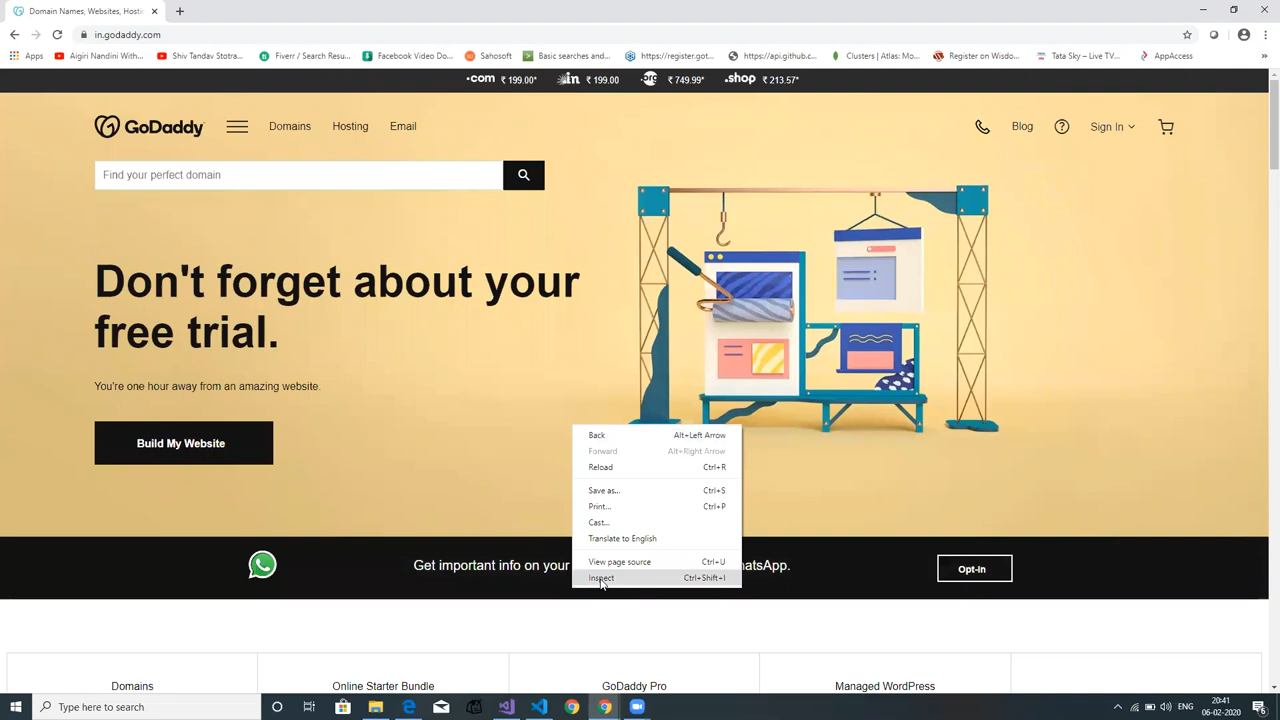 Domain Names, Websites, Hosti
in.godaddy.com
Apps
Aigiri Nandini With...
Shiv Tandav Stotra...
Fiverr / Search Resu...
Facebook Video Do...
Sahosoft
Basic searches and...
https://register.got...
https://api.github.c...
Clusters | Atlas: Mo...
Register on Wisdo...
Tata Sky – Live TV...
AppAccess
.com ₹ 199.00*
.in ₹ 199.00
.org ₹ 749.99*
.shop ₹ 213.57*
GoDaddy
Domains
Hosting
Email
Blog
Sign In
Find your perfect domain
Don't forget about your
free trial.
You're one hour away from an amazing website.
Build My Website
Back Alt+Left Arrow
Forward Alt+Right Arrow
Reload Ctrl+R
Save as... Ctrl+S
Print... Ctrl+P
Cast...
Translate to English
View page source Ctrl+U
Inspect Ctrl+Shift+I
Get important info on your
atsApp.
Opt-in
Domains
Online Starter Bundle
GoDaddy Pro
Managed WordPress
Type here to search
ENG
20:41
06-02-2020
6